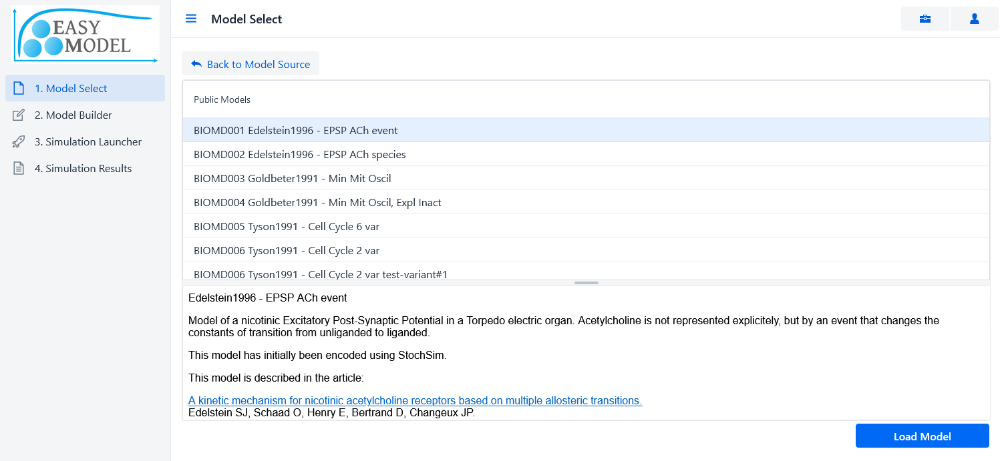 EASY
MODEL
Model Select
1. Model Select
2. Model Builder
3. Simulation Launcher
4. Simulation Results
Back to Model Source
Public Models
BIOMD001 Edelstein1996 - EPSP ACh event
BIOMD002 Edelstein1996 - EPSP ACh species
BIOMD003 Goldbeter1991 - Min Mit Oscil
BIOMD004 Goldbeter1991 - Min Mit Oscil, Expl Inact
BIOMD005 Tyson1991 - Cell Cycle 6 var
BIOMD006 Tyson1991 - Cell Cycle 2 var
BIOMD006 Tyson1991 - Cell Cycle 2 var test-variant#1
Edelstein1996 - EPSP ACh event
Model of a nicotinic Excitatory Post-Synaptic Potential in a Torpedo electric organ. Acetylcholine is not represented explicitely, but by an event that changes the
constants of transition from unliganded to liganded.
This model has initially been encoded using StochSim.
This model is described in the article:
A kinetic mechanism for nicotinic acetylcholine receptors based on multiple allosteric transitions.
Edelstein SJ, Schaad O, Henry E, Bertrand D, Changeux JP.
Load Model